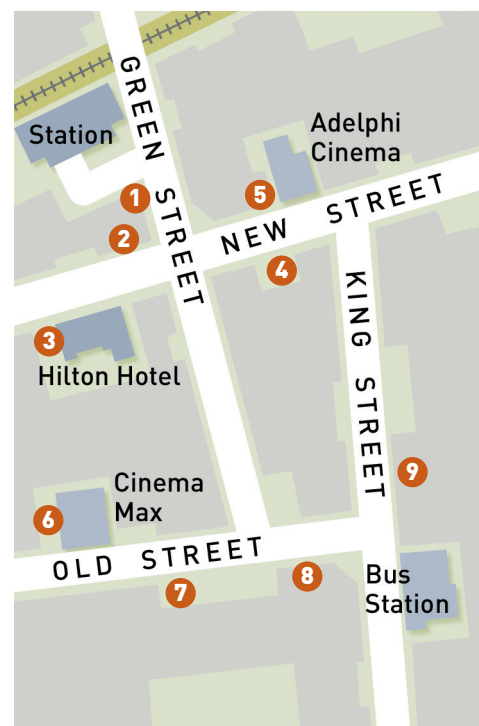 GREEN STREET
Station
Adelphi
Cinema
1
5
NEW STREET
2
4
KING STREET
3
Hilton Hotel
Cinema
Max
9
6
OLD STREET
8
7
Bus
Station